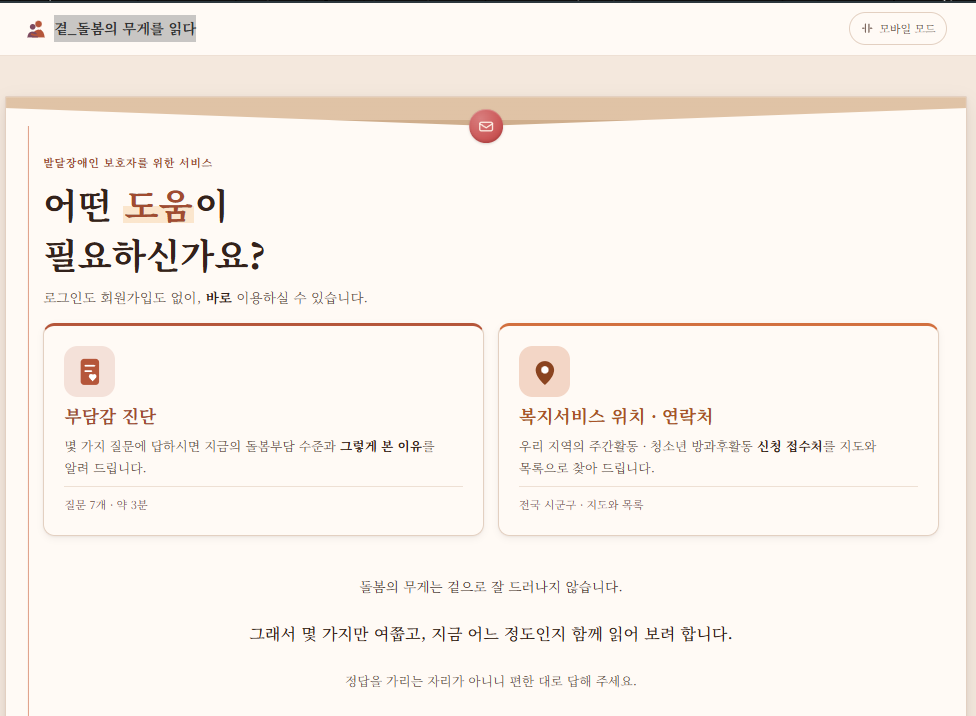 곁_돌봄의 무게를 읽다
모바일 모드
발달장애인 보호자를 위한 서비스
어떤 도움이
필요하신가요?
로그인도 회원가입도 없이, 바로 이용하실 수 있습니다.
부담감 진단
몇 가지 질문에 답하시면 지금의 돌봄부담 수준과 그렇게 본 이유를
알려 드립니다.
질문 7개 · 약 3분
복지서비스 위치 · 연락처
우리 지역의 주간활동 · 청소년 방과후활동 신청 접수처를 지도와
목록으로 찾아 드립니다.
전국 시군구 · 지도와 목록
돌봄의 무게는 겉으로 잘 드러나지 않습니다.
그래서 몇 가지만 여쭙고, 지금 어느 정도인지 함께 읽어 보려 합니다.
정답을 가리는 자리가 아니니 편한 대로 답해 주세요.